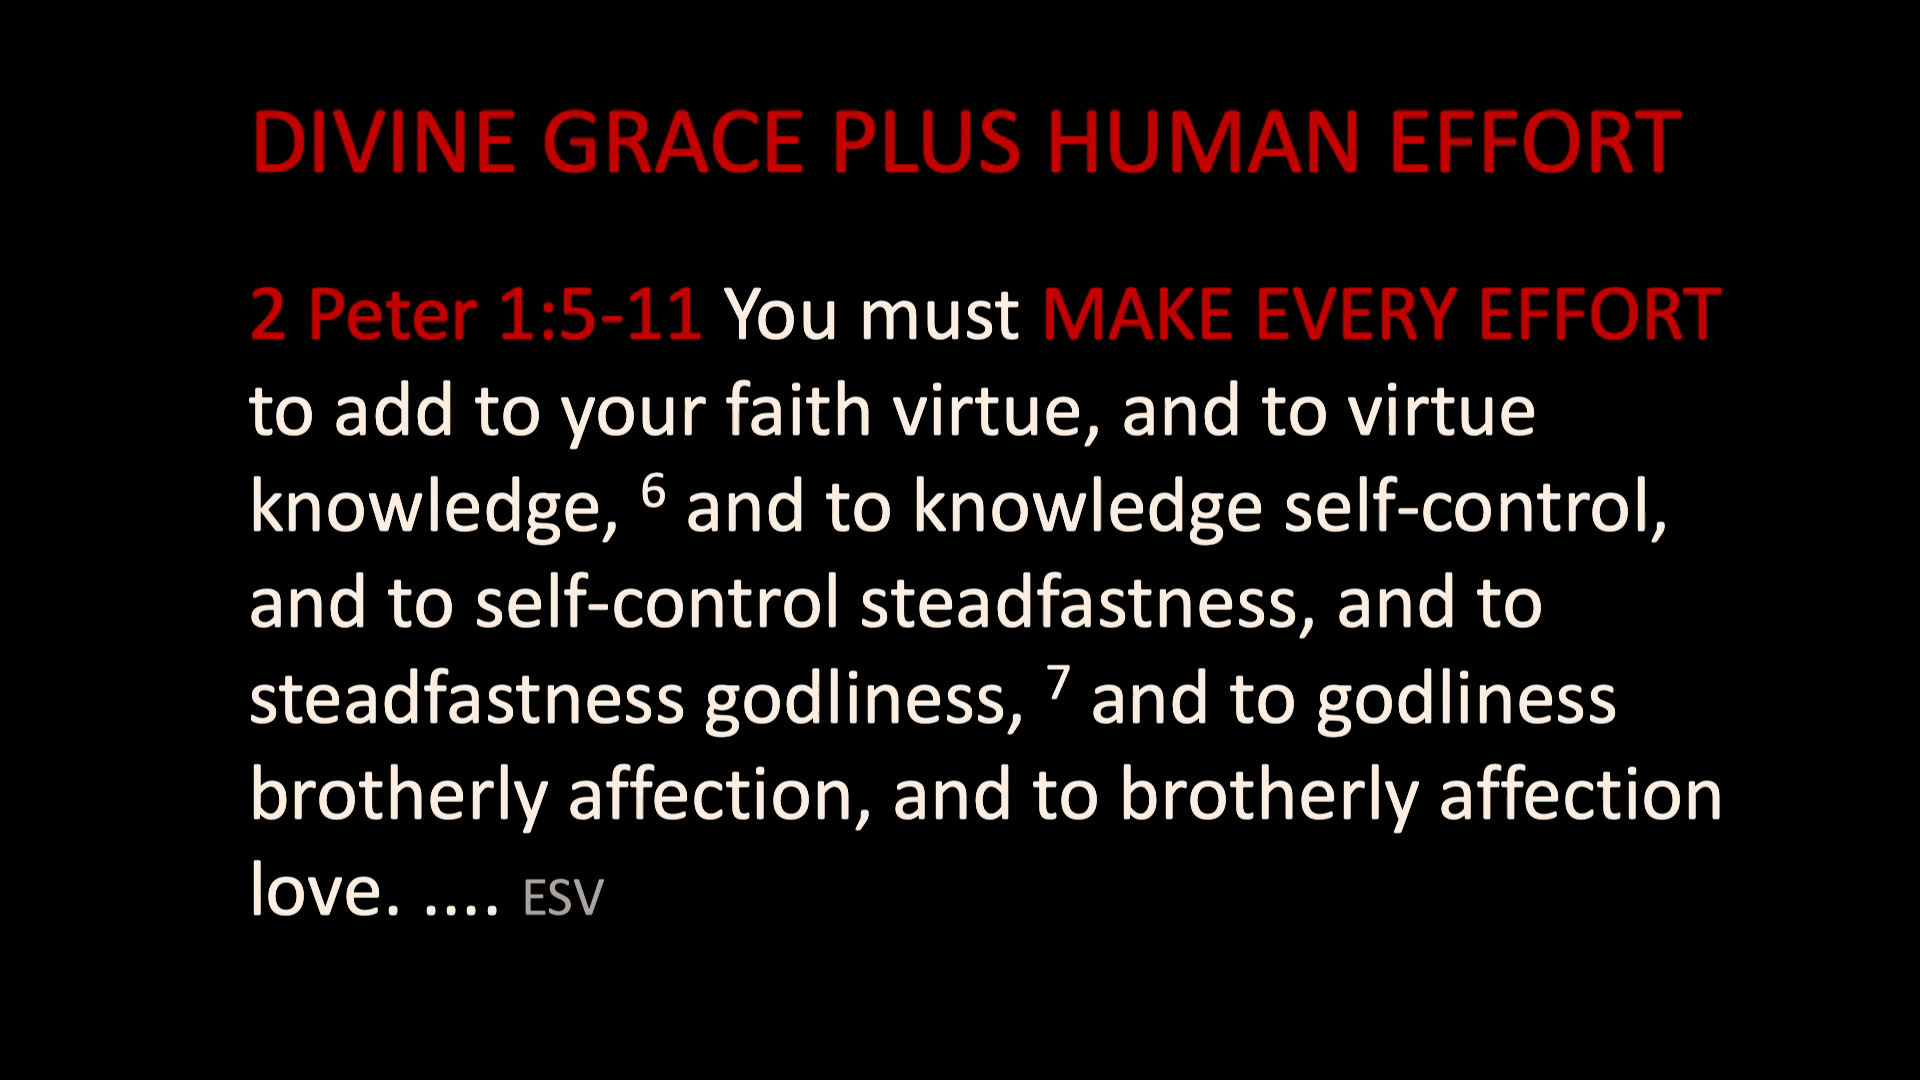 DIVINE GRACE PLUS HUMAN EFFORT
2 Peter 1:5-11 You must MAKE EVERY EFFORT
to add to your faith virtue, and to virtue
knowledge, ⁶ and to knowledge self-control,
and to self-control steadfastness, and to
steadfastness godliness, ⁷ and to godliness
brotherly affection, and to brotherly affection
love. .... ESV